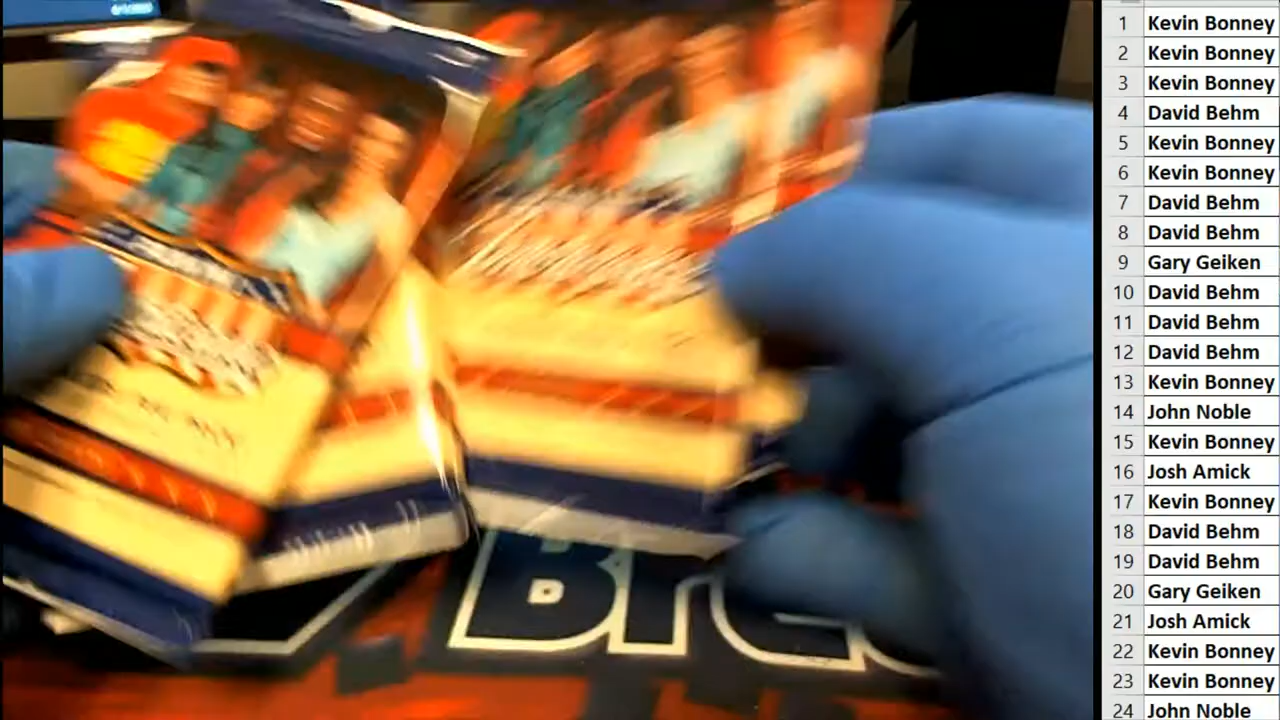 1 Kevin Bonney
2 Kevin Bonney
3 Kevin Bonney
4 David Behm
5 Kevin Bonney
6 Kevin Bonney
7 David Behm
8 David Behm
9 Gary Geiken
10 David Behm
11 David Behm
12 David Behm
13 Kevin Bonney
14 John Noble
15 Kevin Bonney
16 Josh Amick
17 Kevin Bonney
18 David Behm
19 David Behm
20 Gary Geiken
21 Josh Amick
22 Kevin Bonney
23 Kevin Bonney
24 John Noble